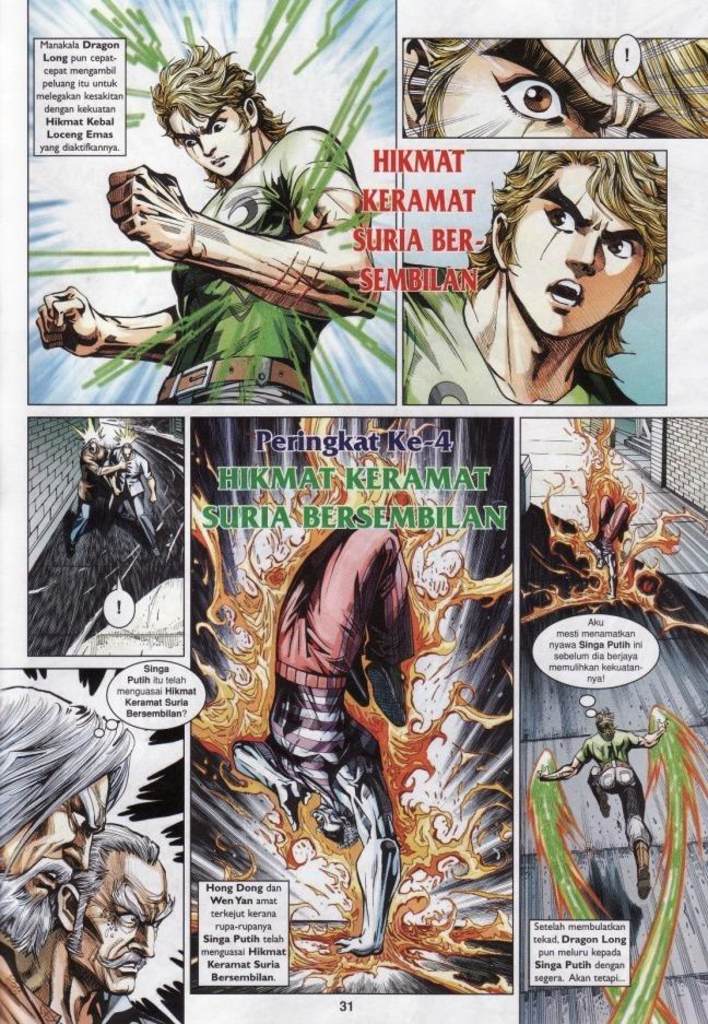 Manakala Dragon
Long pun cepat-
cepat mengambil
peluang itu untuk
melegakan kesakitan
dengan kekuatan
Hikmat Kebal
Loceng Emas
yang diaktifkannya.
!
HIKMAT
KERAMAT
SURIA BER-
SEMBILAN
!
Singa
Putih itu telah
menguasai Hikmat
Keramat Suria
Bersembilan?
Peringkat Ke-4
HIKMAT KERAMAT
SURIA BERSEMBILAN
Hong Dong dan
Wen Yan amat
terkejut kerana
rupa-rupanya
Singa Putih telah
menguasai Hikmat
Keramat Suria
Bersembilan.
Aku
mesti menamatkan
nyawa Singa Putih ini
sebelum dia berjaya
memulihkan kekuatan-
nya!
Setelah membulatkan
tekad, Dragon Long
pun meluru kepada
Singa Putih dengan
segera. Akan tetapi...
31